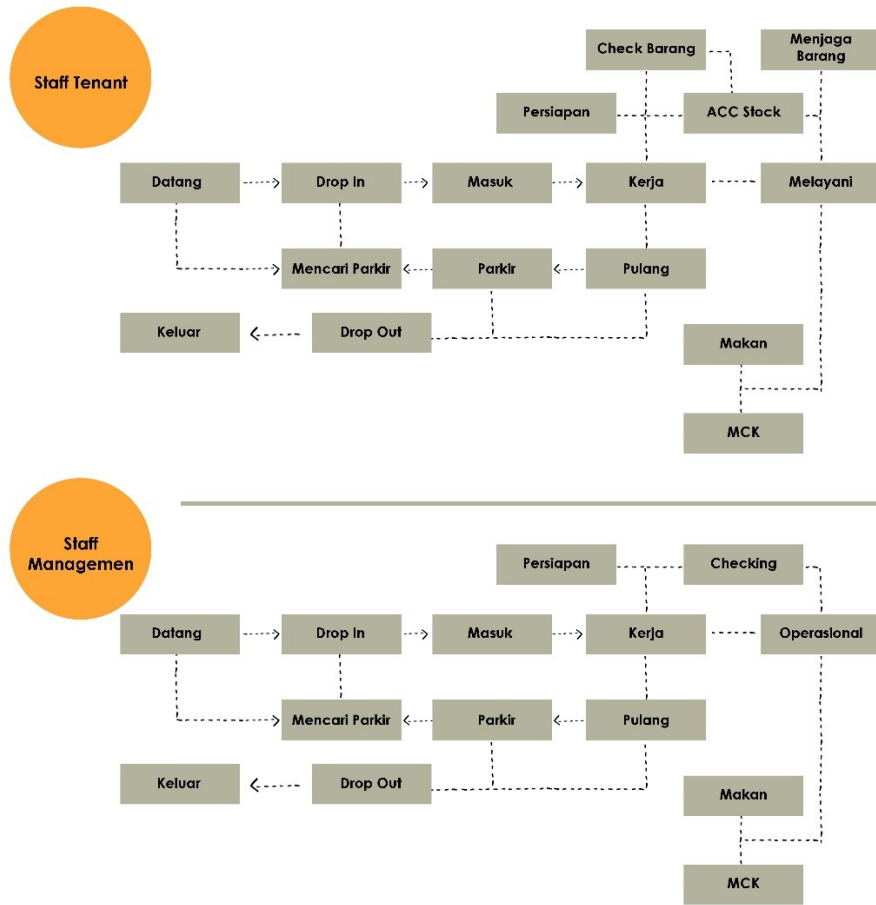 Staff Tenant
Check Barang
Menjaga
Barang
Persiapan
ACC Stock
Datang
Drop In
Masuk
Kerja
Melayani
Mencari Parkir
Parkir
Pulang
Keluar
Drop Out
Makan
MCK
Staff
Managemen
Persiapan
Checking
Datang
Drop In
Masuk
Kerja
Operasional
Mencari Parkir
Parkir
Pulang
Keluar
Drop Out
Makan
MCK